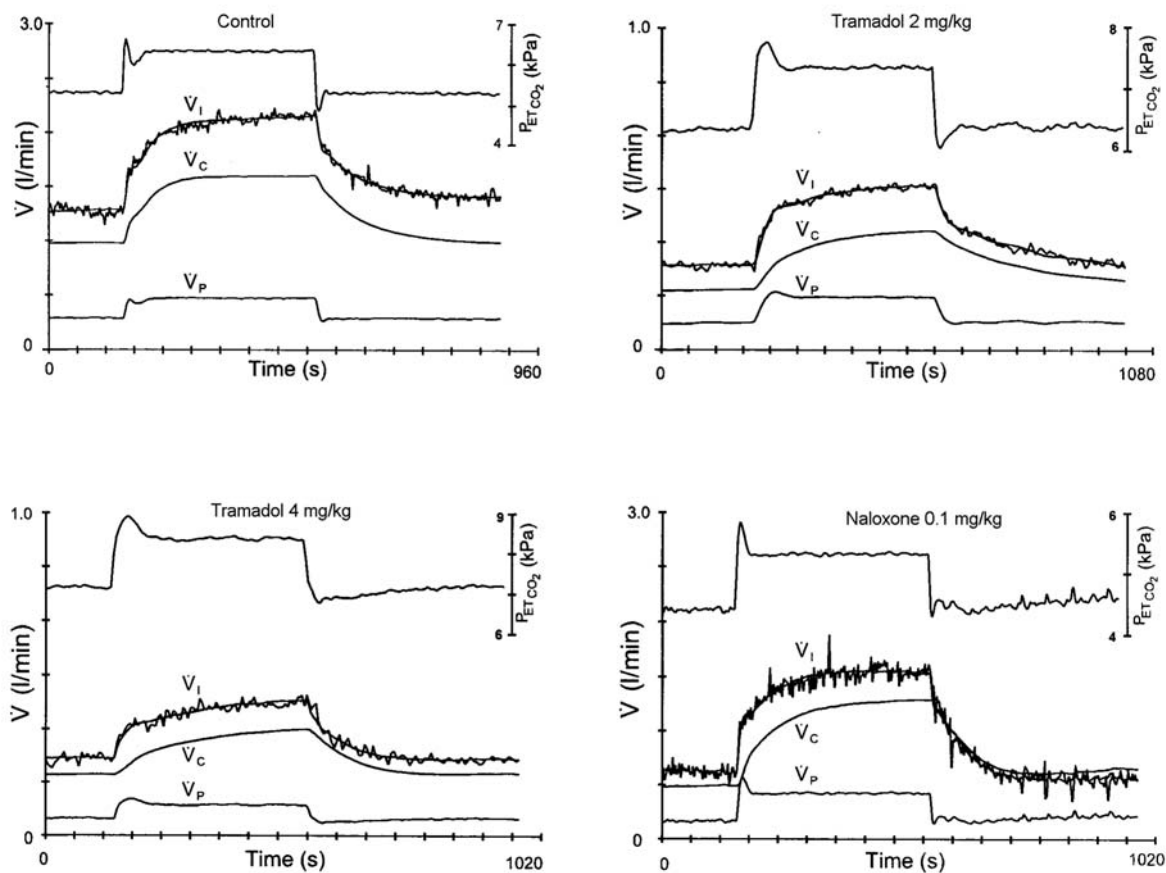 Control
3.0
V̇ (l/min)
0
V̇I
V̇C
V̇P
0
Time (s)
960
7
4
PETCO2 (kPa)
Tramadol 2 mg/kg
1.0
V̇ (l/min)
0
V̇I
V̇C
V̇P
0
Time (s)
1080
8
6
PETCO2 (kPa)
Tramadol 4 mg/kg
1.0
V̇ (l/min)
0
V̇I
V̇C
V̇P
0
Time (s)
1020
9
6
PETCO2 (kPa)
Naloxone 0.1 mg/kg
3.0
V̇ (l/min)
0
V̇I
V̇C
V̇P
0
Time (s)
1020
6
4
PETCO2 (kPa)